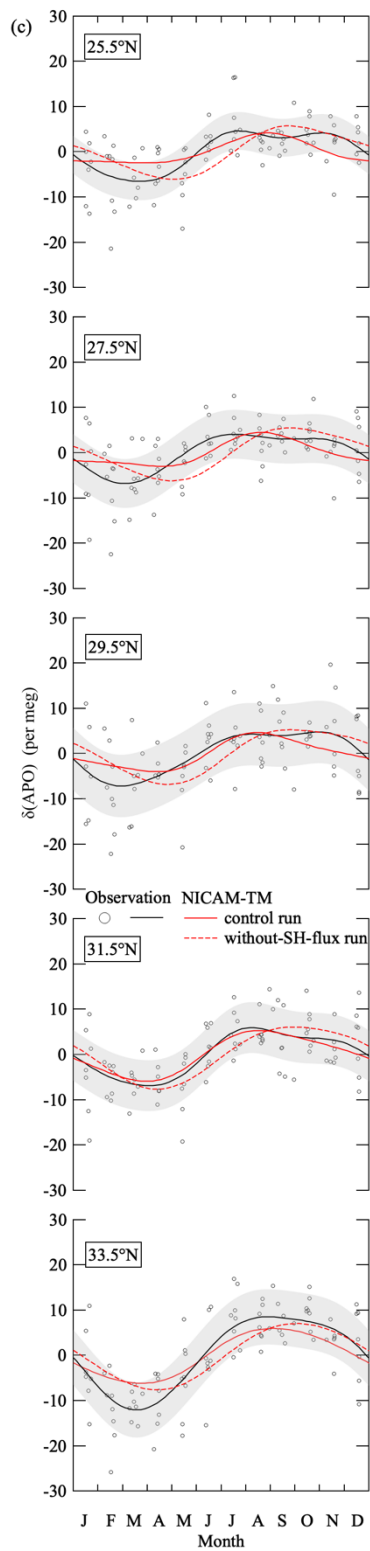 (c)
30
25.5°N
20
10
0
-10
-20
-30
30
27.5°N
20
10
0
-10
-20
-30
30
29.5°N
20
10
0
-10
-20
-30
δ(APO) (per meg)
Observation NICAM-TM
control run
without-SH-flux run
30
31.5°N
20
10
0
-10
-20
-30
30
33.5°N
20
10
0
-10
-20
-30
J F M A M J J A S O N D
Month